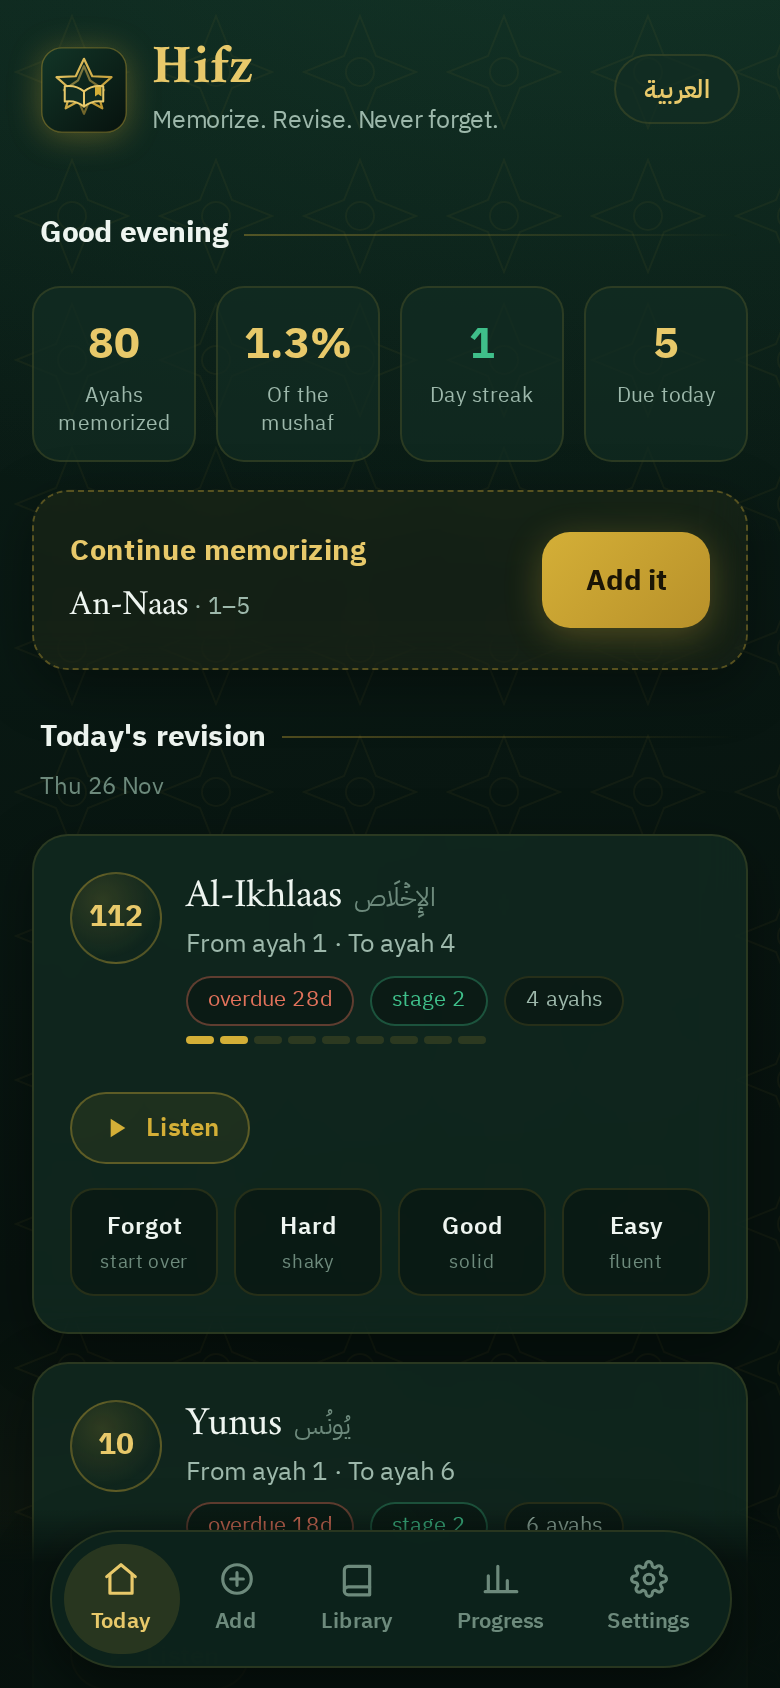 Hifz
Memorize. Revise. Never forget.
العربية
Good evening
80
Ayahs
memorized
1.3%
Of the
mushaf
1
Day streak
5
Due today
Continue memorizing
An-Naas · 1–5
Add it
Today's revision
Thu 26 Nov
112
Al-Ikhlaas الإِخۡلَاص
From ayah 1 · To ayah 4
overdue 28d
stage 2
4 ayahs
Listen
Forgot
start over
Hard
shaky
Good
solid
Easy
fluent
10
Yunus يُونُس
From ayah 1 · To ayah 6
overdue 18d
stage 2
6 ayahs
Today
Add
Library
Progress
Settings